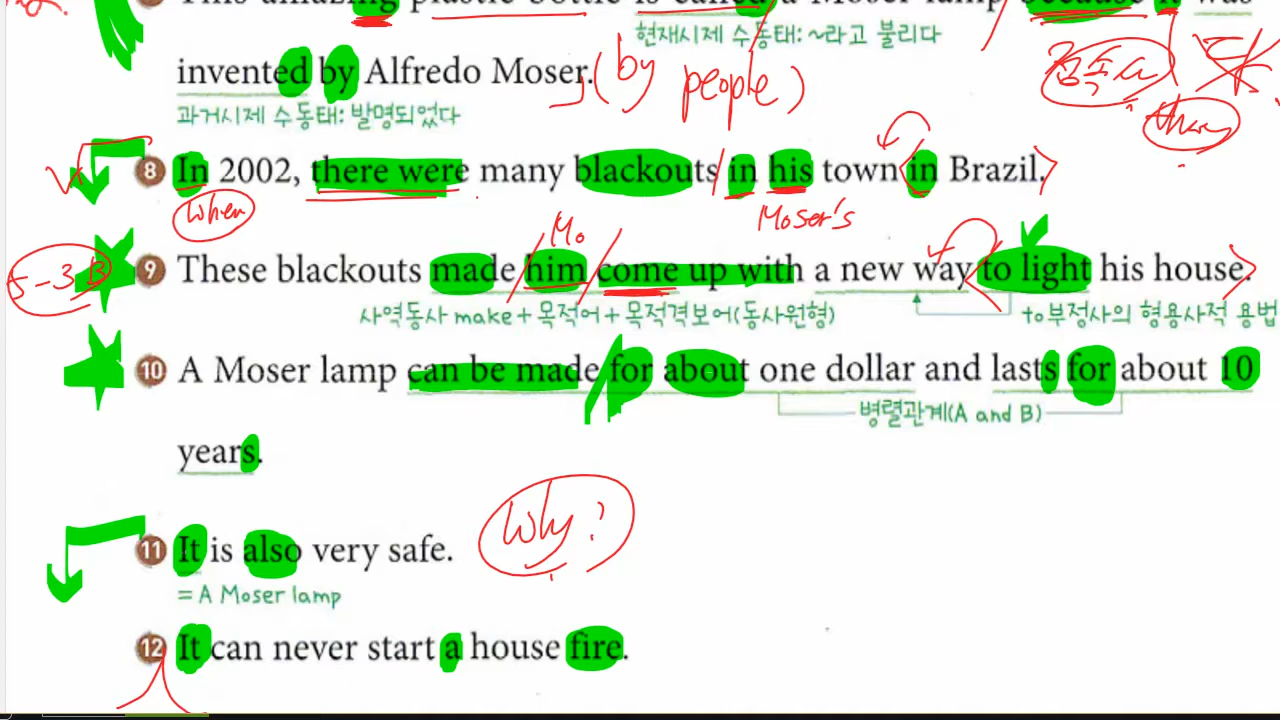 This amazing plastic bottle is called a Moser lamp because it was
현재시제 수동태: ~라고 불리다
접속사
invented by Alfredo Moser. (by people)
과거시제 수동태: 발명되었다
8 In 2002, there were many blackouts in his town in Brazil.
when
Moser's
Mo
5-3 B
9 These blackouts made him come up with a new way to light his house.
사역동사 make + 목적어 + 목적격보어(동사원형)
to부정사의 형용사적 용법
10 A Moser lamp can be made for about one dollar and lasts for about 10
병렬관계(A and B)
years.
11 It is also very safe. Why?
= A Moser lamp
12 It can never start a house fire.